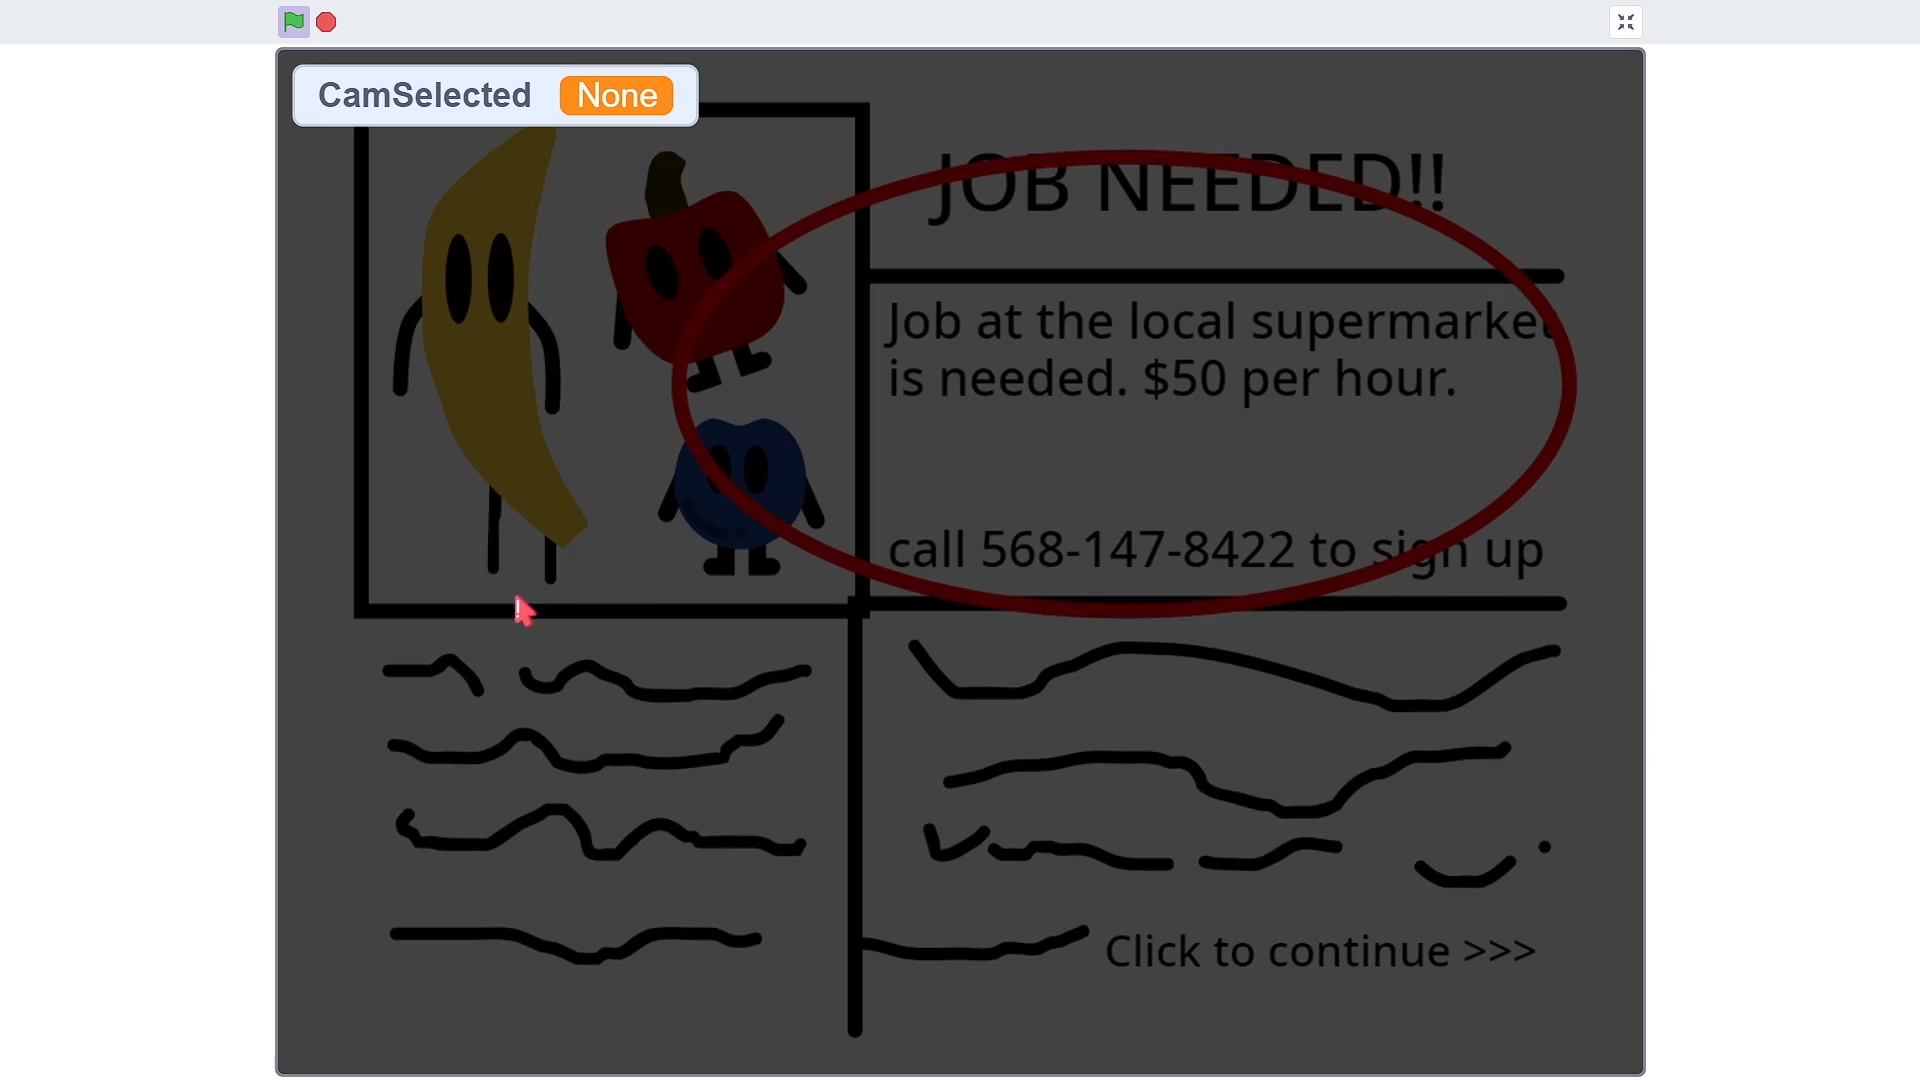 CamSelected None
JOB NEEDED!!
Job at the local supermarket
is needed. $50 per hour.
call 568-147-8422 to sign up
Click to continue >>>